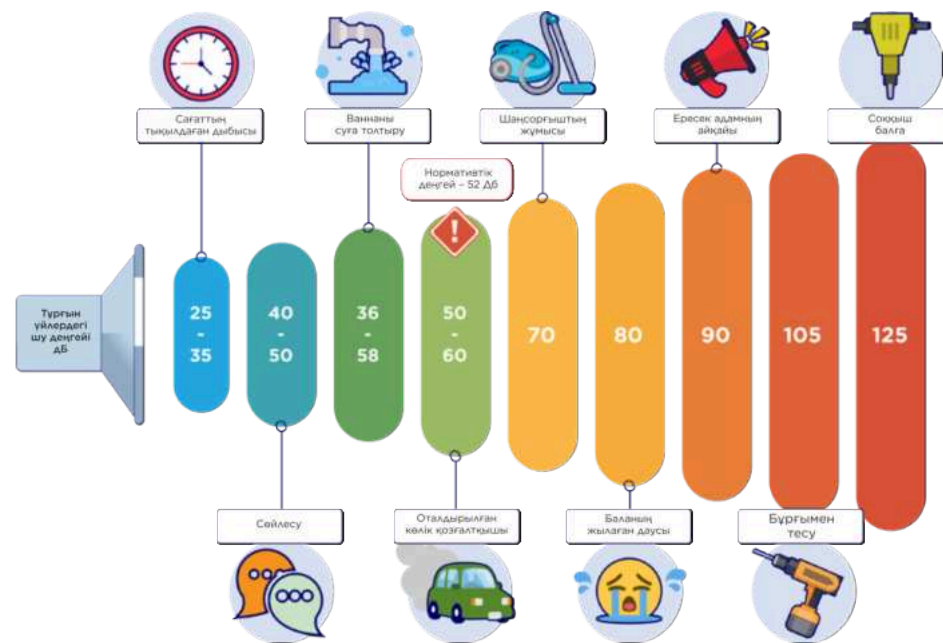 Сағаттың
тықылдаған дыбысы
Ваннаны
суға толтыру
Шаңсорғыштың
жұмысы
Ересек адамның
айқайы
Соққыш
балға
Нормативтік
деңгей – 52 Дб
Тұрғын
үйлердегі
шу деңгейі
дБ
25
-
35
40
-
50
36
-
58
50
-
60
70
80
90
105
125
Сөйлесу
Оталдырылған
көлік қозғалтқышы
Баланың
жылаған даусы
Бұрғымен
тесу